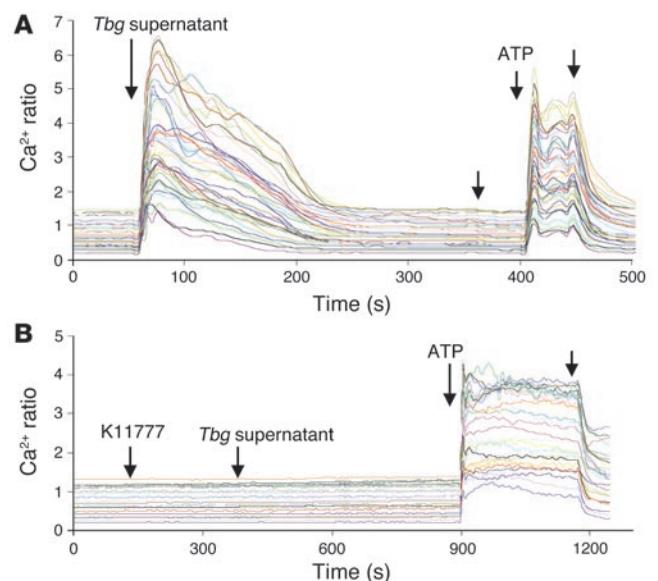 A
Tbg supernatant
ATP
Ca²⁺ ratio
7
6
5
4
3
2
1
0
0 100 200 300 400 500
Time (s)
B
K11777
Tbg supernatant
ATP
Ca²⁺ ratio
5
4
3
2
1
0
0 300 600 900 1200
Time (s)